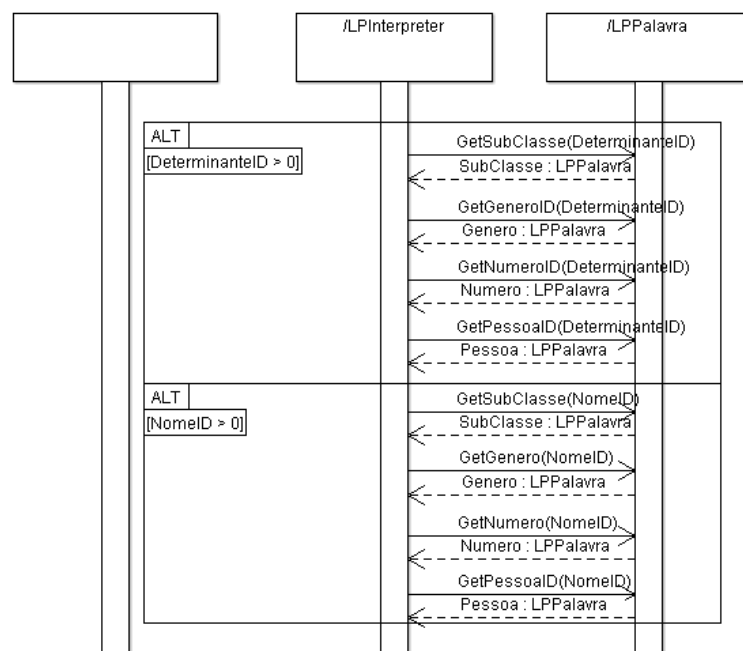 /LPInterpreter
/LPPalavra
ALT
[DeterminanteID > 0]
GetSubClasse(DeterminanteID)
SubClasse : LPPalavra
GetGeneroID(DeterminanteID)
Genero : LPPalavra
GetNumeroID(DeterminanteID)
Numero : LPPalavra
GetPessoaID(DeterminanteID)
Pessoa : LPPalavra
ALT
[NomeID > 0]
GetSubClasse(NomeID)
SubClasse : LPPalavra
GetGenero(NomeID)
Genero : LPPalavra
GetNumero(NomeID)
Numero : LPPalavra
GetPessoaID(NomeID)
Pessoa : LPPalavra